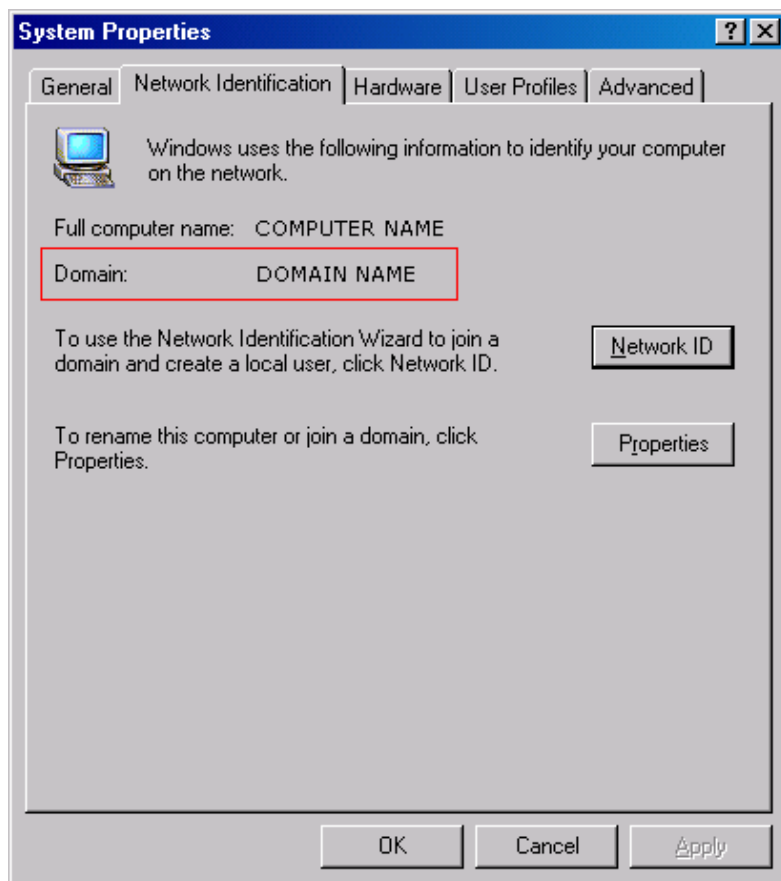 System Properties
?
General Network Identification Hardware User Profiles Advanced
Windows uses the following information to identify your computer
on the network.
Full computer name: COMPUTER NAME
Domain: DOMAIN NAME
To use the Network Identification Wizard to join a
domain and create a local user, click Network ID.
Network ID
To rename this computer or join a domain, click
Properties.
Properties
OK Cancel Apply